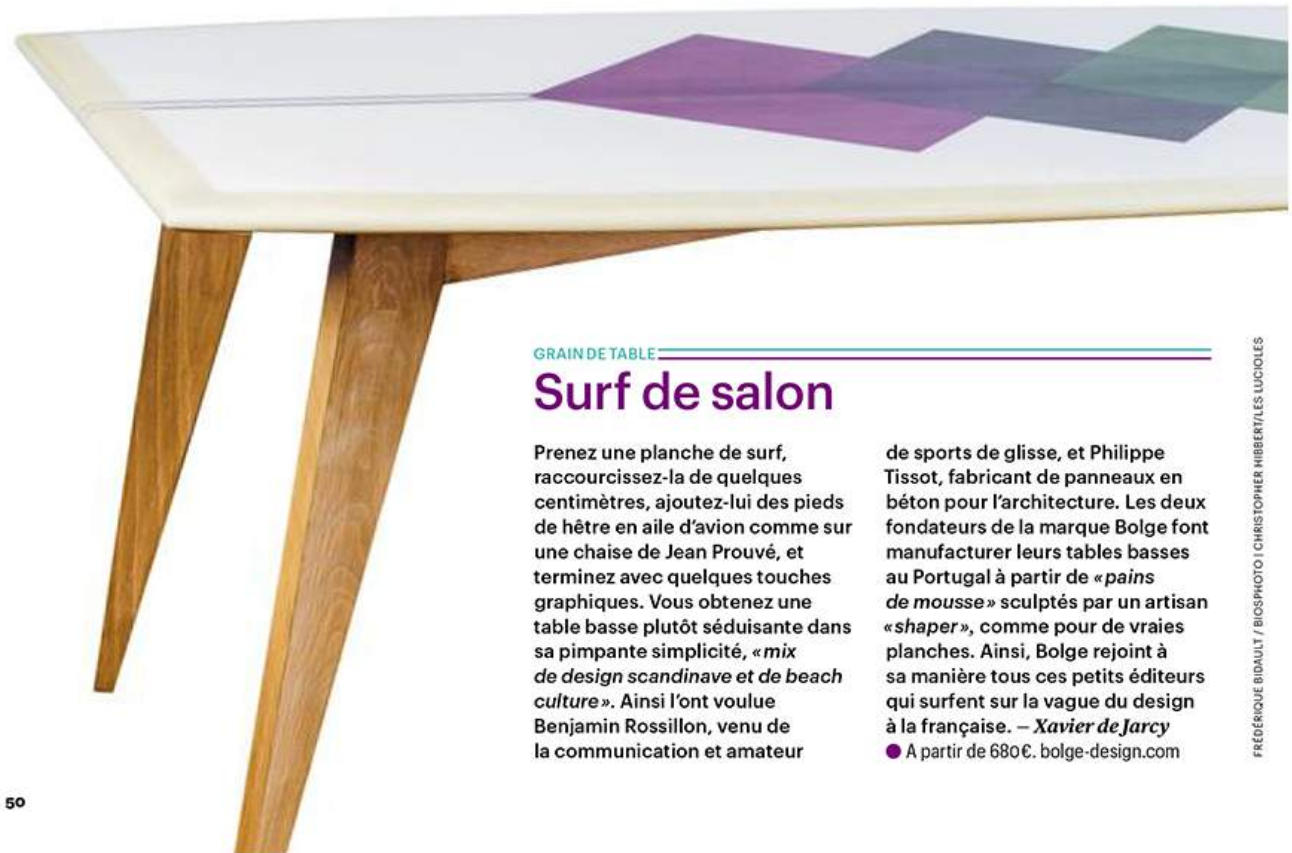 GRAIN DE TABLE
Surf de salon
Prenez une planche de surf,
raccourcissez-la de quelques
centimètres, ajoutez-lui des pieds
de hêtre en aile d'avion comme sur
une chaise de Jean Prouvé, et
terminez avec quelques touches
graphiques. Vous obtenez une
table basse plutôt séduisante dans
sa pimpante simplicité, «mix
de design scandinave et de beach
culture». Ainsi l'ont voulue
Benjamin Rossillon, venu de
la communication et amateur
de sports de glisse, et Philippe
Tissot, fabricant de panneaux en
béton pour l'architecture. Les deux
fondateurs de la marque Bolge font
manufacturer leurs tables basses
au Portugal à partir de «pains
de mousse» sculptés par un artisan
«shaper», comme pour de vraies
planches. Ainsi, Bolge rejoint à
sa manière tous ces petits éditeurs
qui surfent sur la vague du design
à la française. – Xavier de Jarcy
● A partir de 680€. bolge-design.com
FRÉDÉRIQUE BIDAULT / BIOSPHOTO | CHRISTOPHER HIBBERT/LES LUCIOLES
50